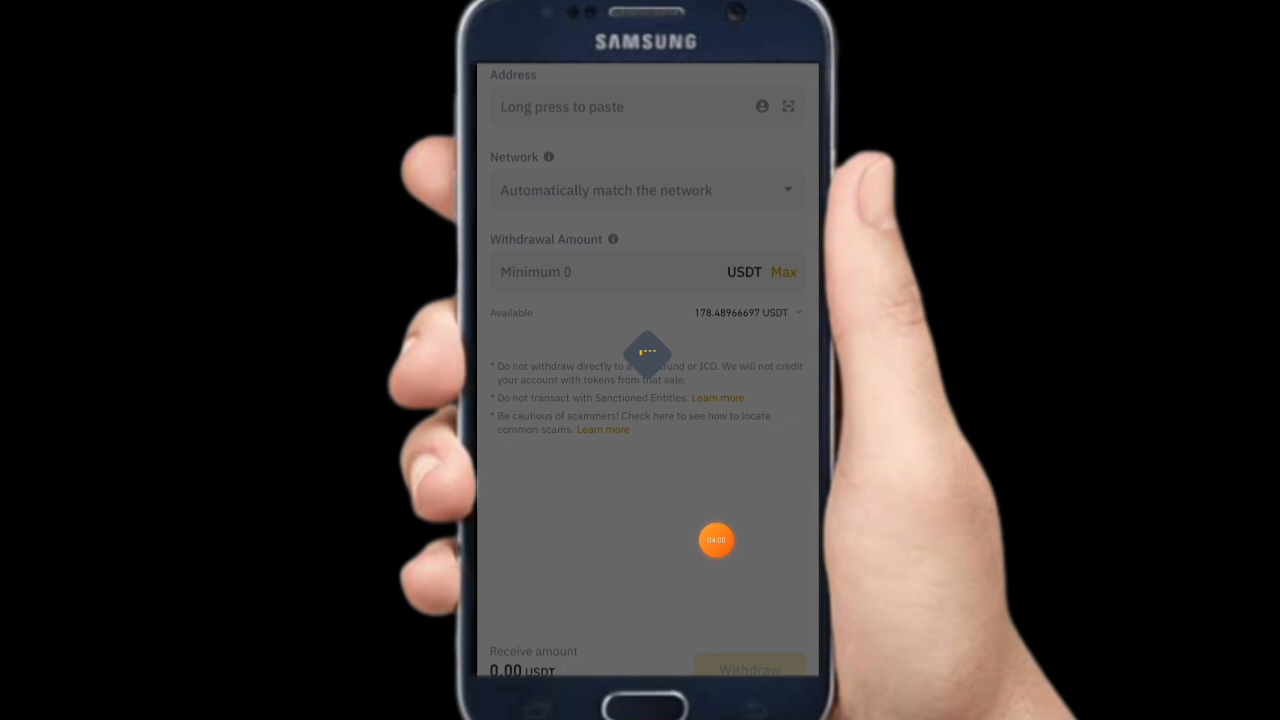 SAMSUNG
Address
Long press to paste
Network
Automatically match the network
Withdrawal Amount
Minimum 0 USDT Max
Available 178.48966697 USDT
* Do not withdraw directly to a fund or ICO. We will not credit
your account with tokens from that sale.
* Do not transact with Sanctioned Entities. Learn more
* Be cautious of scammers! Check here to see how to locate
common scams. Learn more
04:00
Receive amount
0.00 USDT
Withdraw